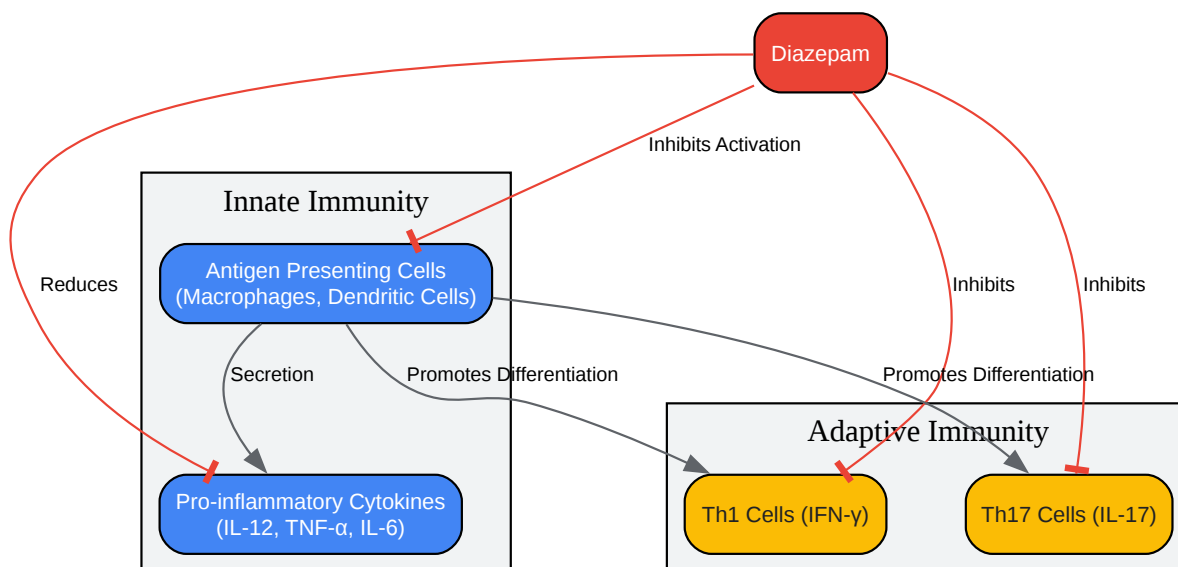 Diazepam
Inhibits Activation
Innate Immunity
Antigen Presenting Cells
(Macrophages, Dendritic Cells)
Reduces
Inhibits
Inhibits
Secretion
Promotes Differentiation
Promotes Differentiation
Adaptive Immunity
Pro-inflammatory Cytokines
(IL-12, TNF-α, IL-6)
Th1 Cells (IFN-γ)
Th17 Cells (IL-17)